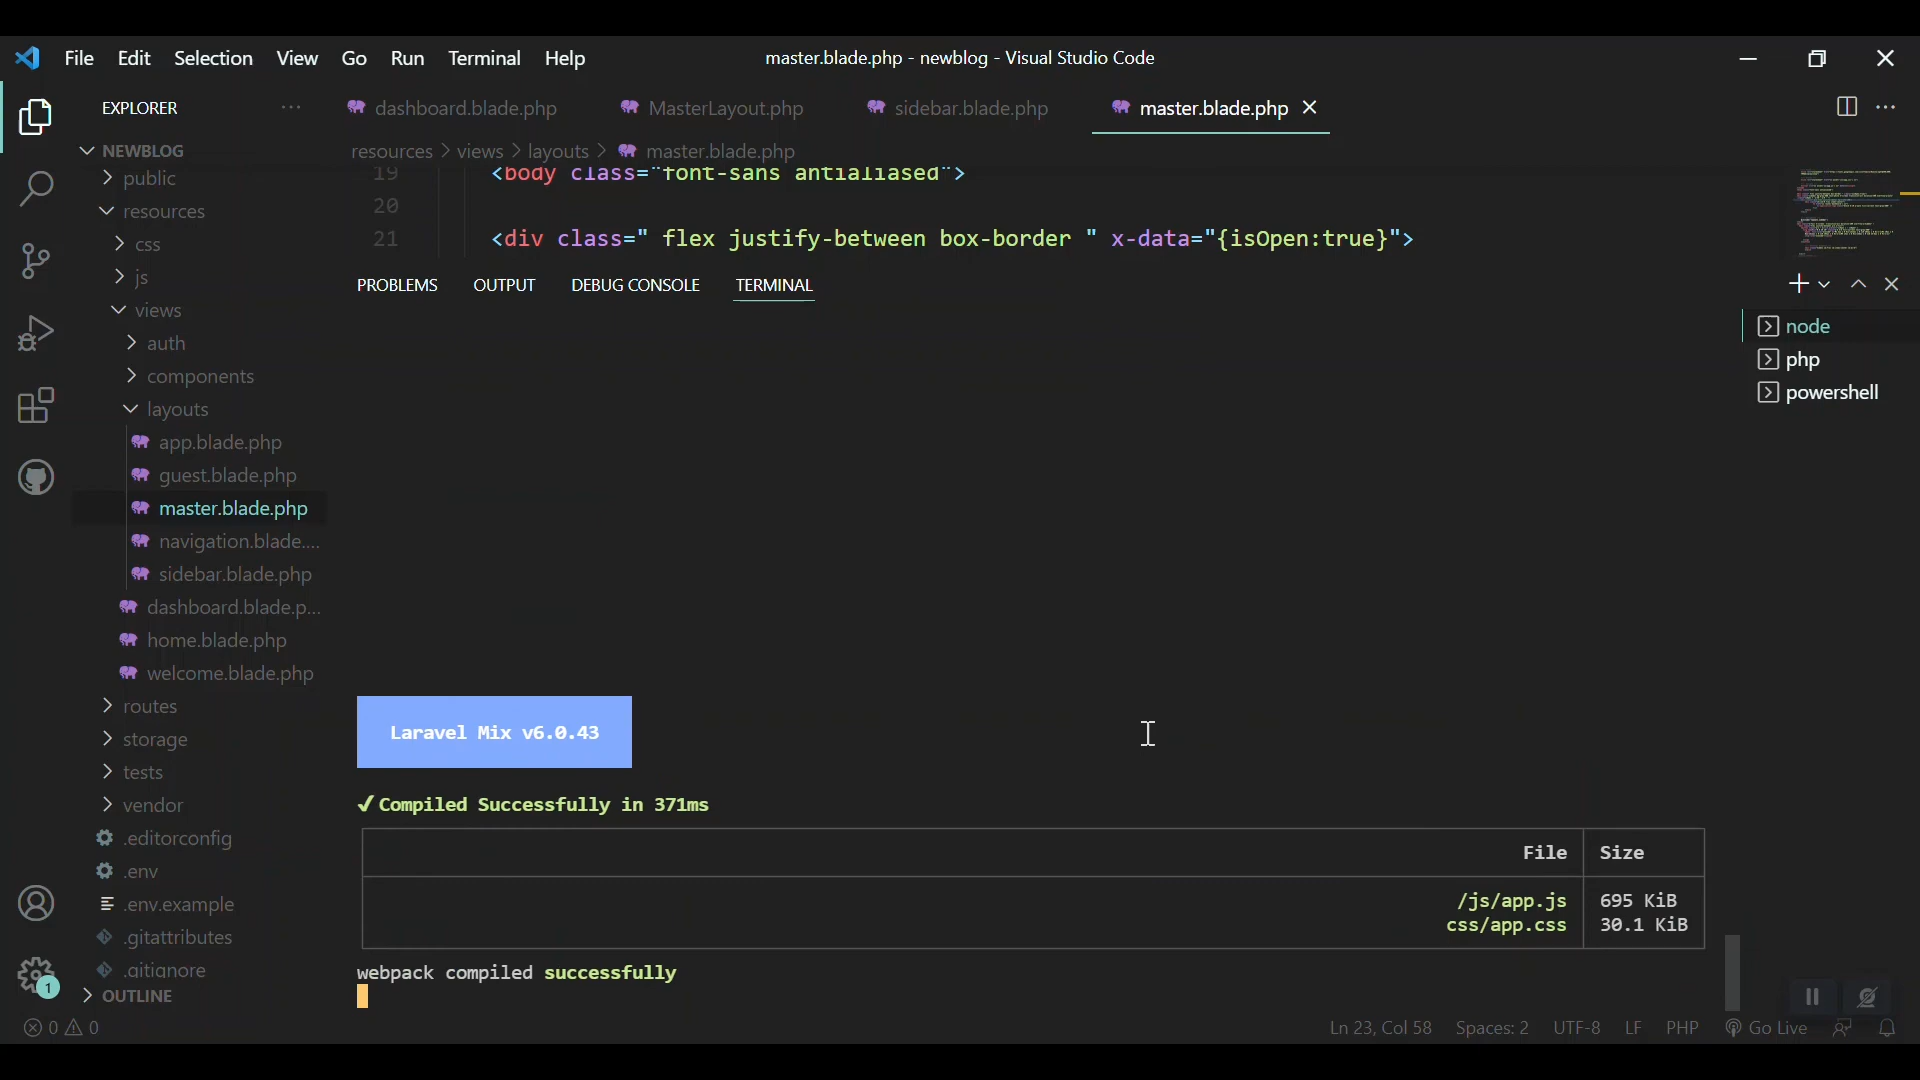 File Edit Selection View Go Run Terminal Help
master.blade.php - newblog - Visual Studio Code
EXPLORER
dashboard.blade.php MasterLayout.php sidebar.blade.php master.blade.php
NEWBLOG
resources > views > layouts > master.blade.php
public
resources
css
js
views
auth
components
layouts
app.blade.php
guest.blade.php
master.blade.php
navigation.blade....
sidebar.blade.php
dashboard.blade.p...
home.blade.php
welcome.blade.php
routes
storage
tests
vendor
.editorconfig
.env
.env.example
.gitattributes
.gitignore
OUTLINE
19 <body class="font-sans antialiased">
20
21 <div class=" flex justify-between box-border " x-data="{isOpen:true}">
PROBLEMS OUTPUT DEBUG CONSOLE TERMINAL
node
php
powershell
Laravel Mix v6.0.43
✔ Compiled Successfully in 371ms
File Size
/js/app.js 695 KiB
css/app.css 30.1 KiB
webpack compiled successfully
1
0 0
Ln 23, Col 58 Spaces: 2 UTF-8 LF PHP Go Live